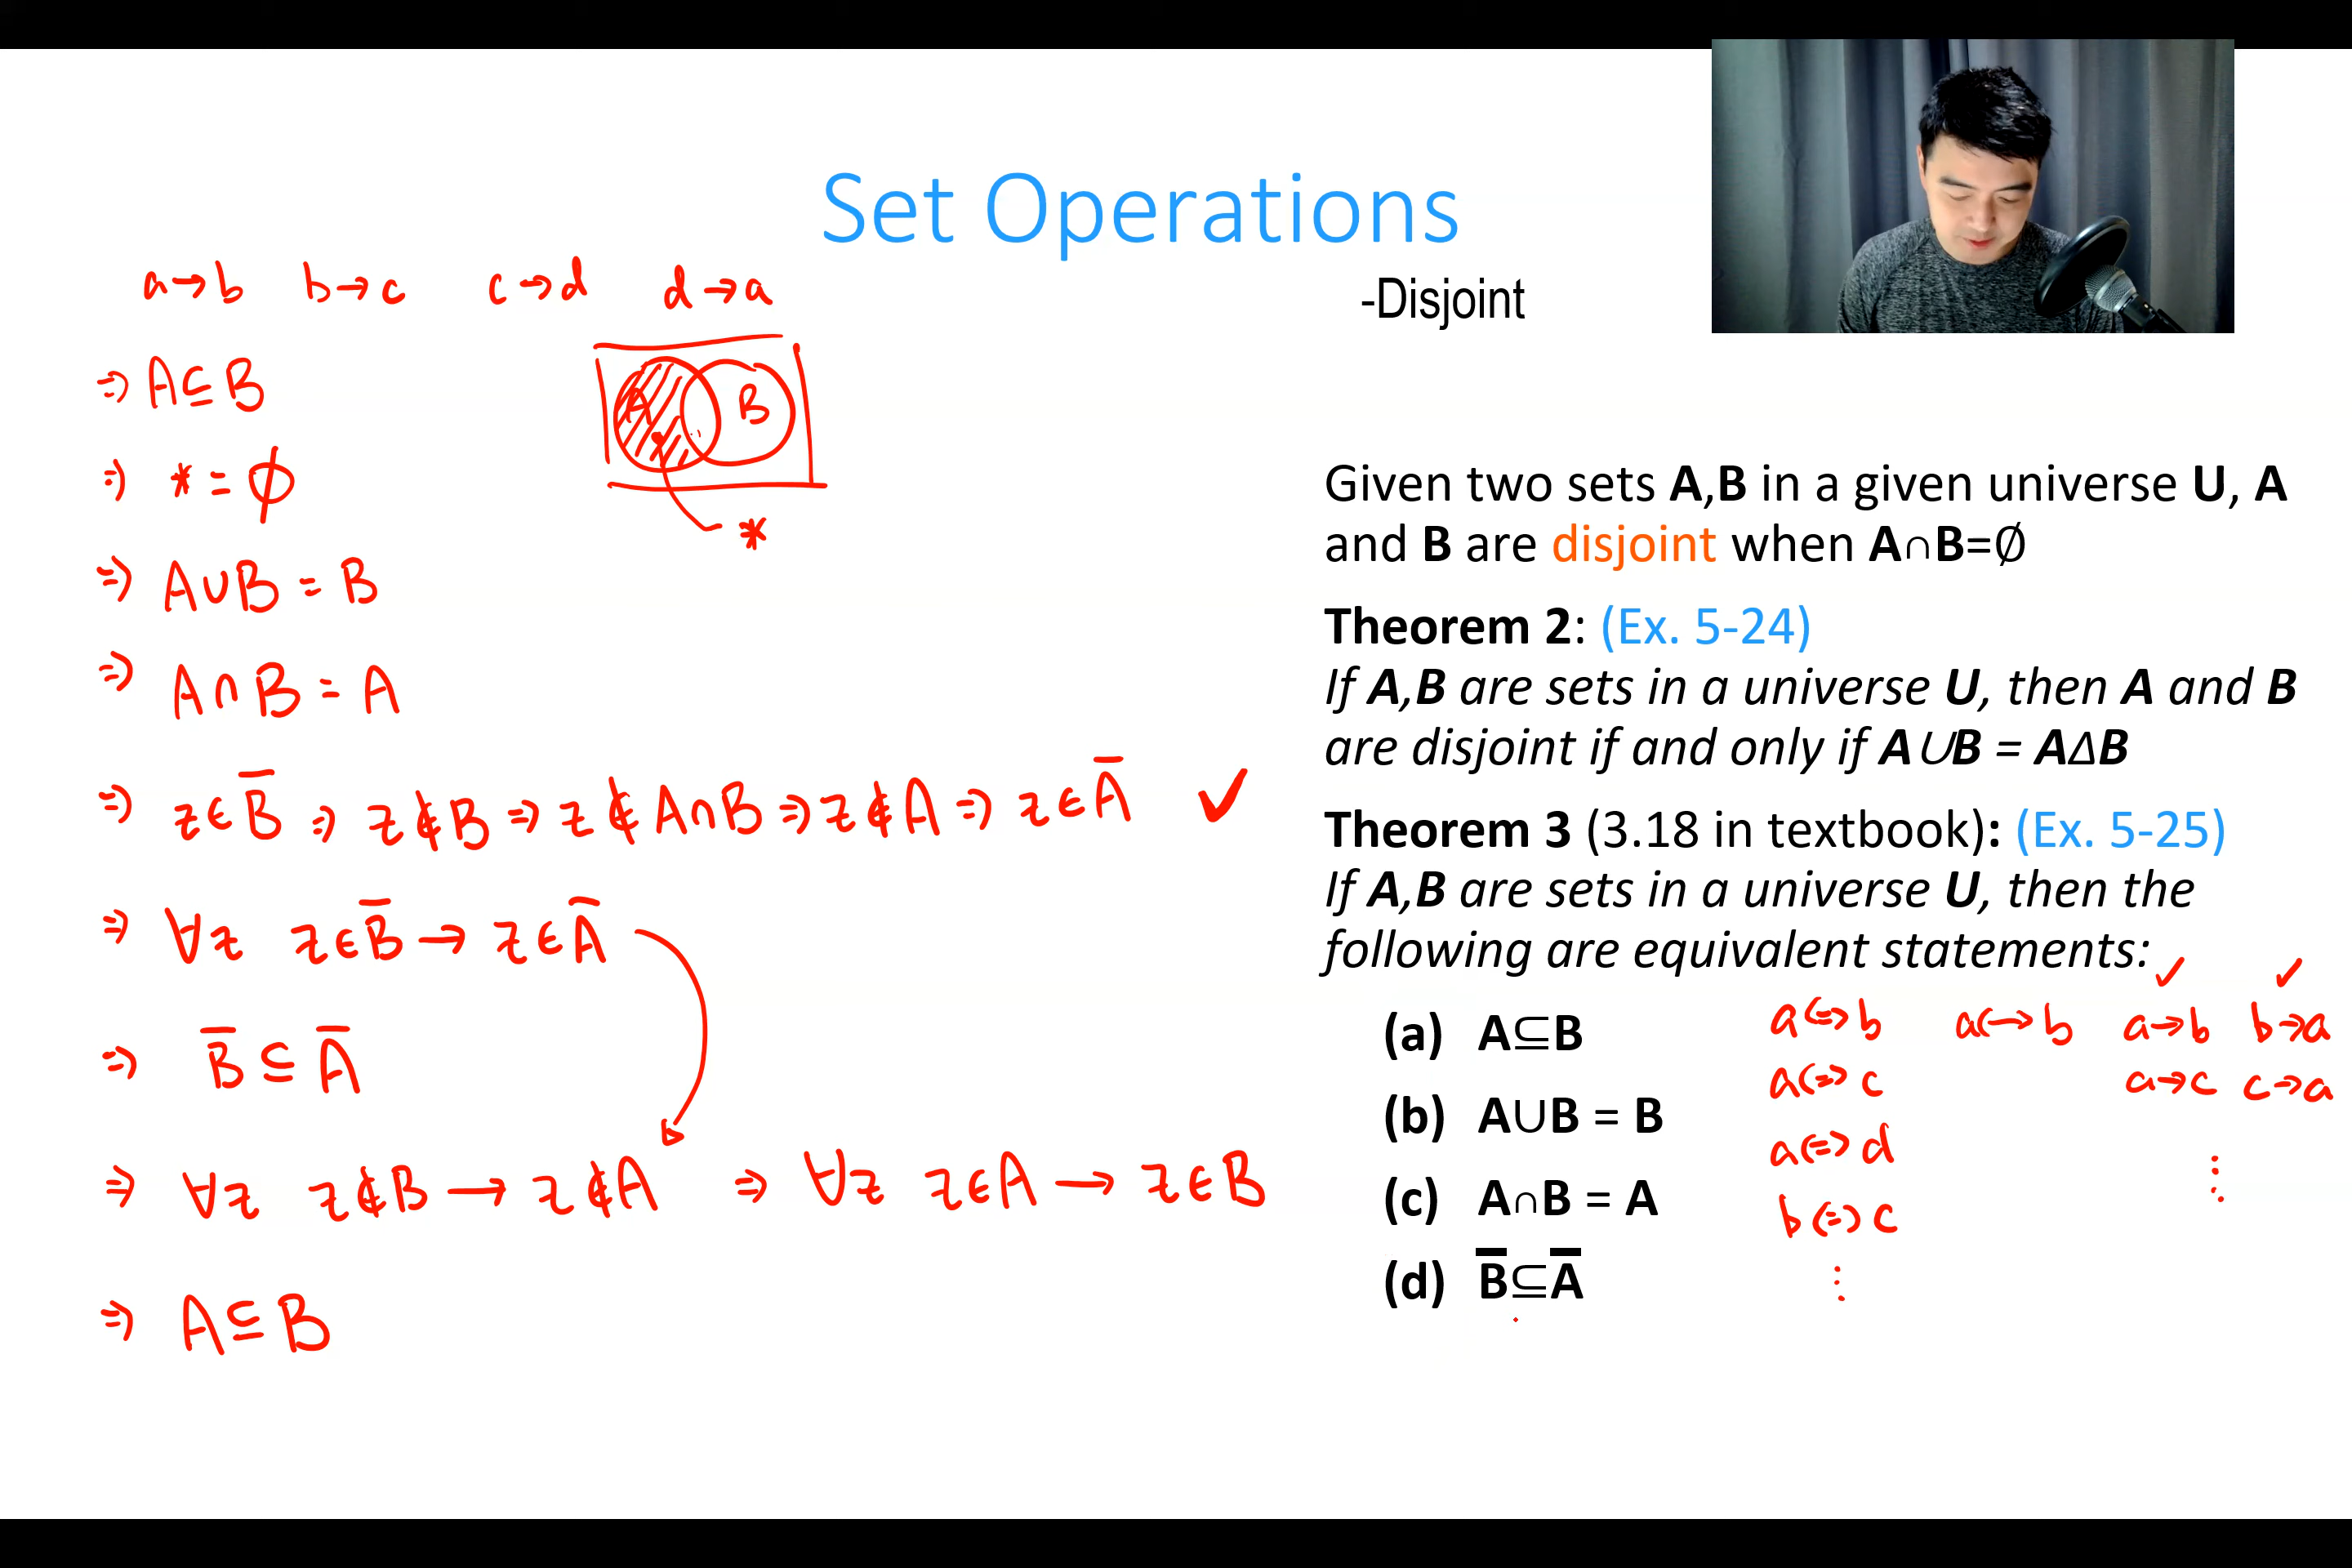 Set Operations
-Disjoint
a→b b→c c→d d→a
⇒ A⊆B
⇒ * = ∅
⇒ A∪B = B
⇒ A∩B = A
⇒ z∈B̅ ⇒ z∉B ⇒ z∉A∩B ⇒ z∉A ⇒ z∈A̅ ✓
⇒ ∀z z∈B̅ → z∈A̅
⇒ B̅ ⊆ A̅
⇒ ∀z z∉B → z∉A ⇒ ∀z z∈A → z∈B
⇒ A⊆B
A B
*
Given two sets A,B in a given universe U, A
and B are disjoint when A∩B=∅
Theorem 2: (Ex. 5-24)
If A,B are sets in a universe U, then A and B
are disjoint if and only if A∪B = AΔB
Theorem 3 (3.18 in textbook): (Ex. 5-25)
If A,B are sets in a universe U, then the
following are equivalent statements:
✓ ✓
(a) A⊆B
(b) A∪B = B
(c) A∩B = A
(d) B̅⊆A̅
a⇔b a↔b a→b b→a
a⇔c a→c c→a
a⇔d ⋮
b⇔c
⋮